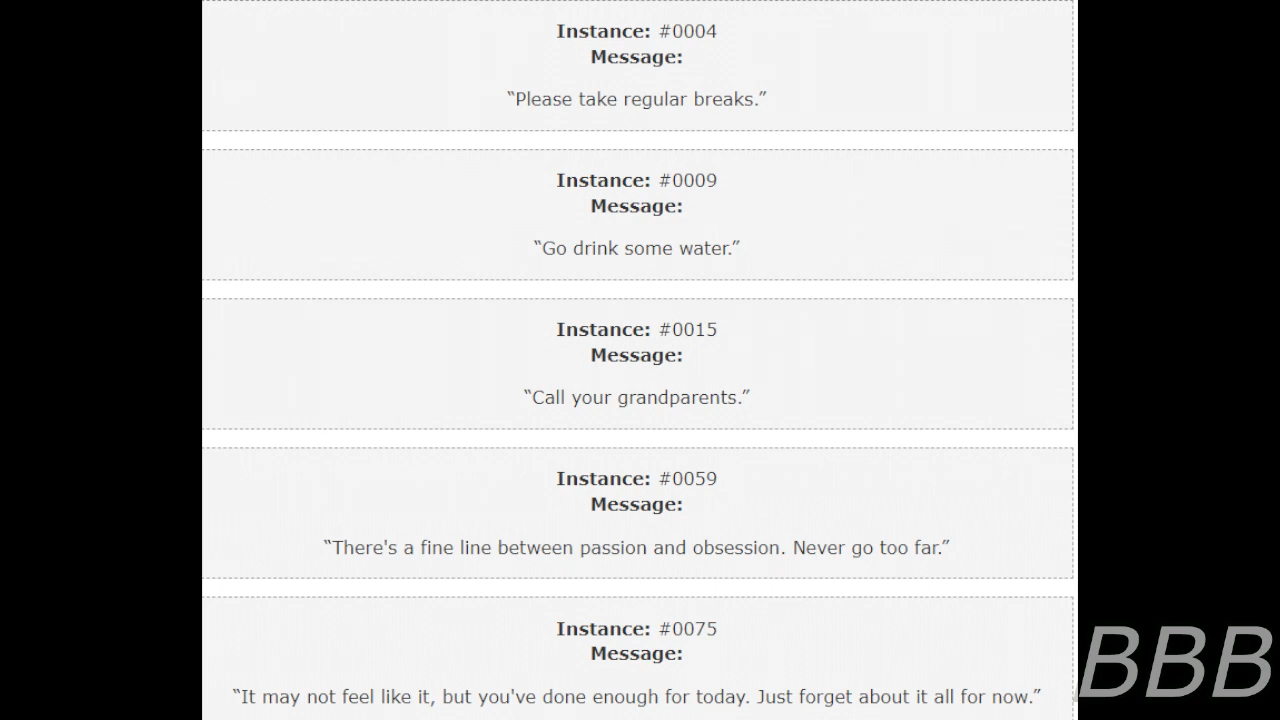 Instance: #0004
Message:
“Please take regular breaks.”
Instance: #0009
Message:
“Go drink some water.”
Instance: #0015
Message:
“Call your grandparents.”
Instance: #0059
Message:
“There's a fine line between passion and obsession. Never go too far.”
Instance: #0075
Message:
“It may not feel like it, but you've done enough for today. Just forget about it all for now.”
BBB